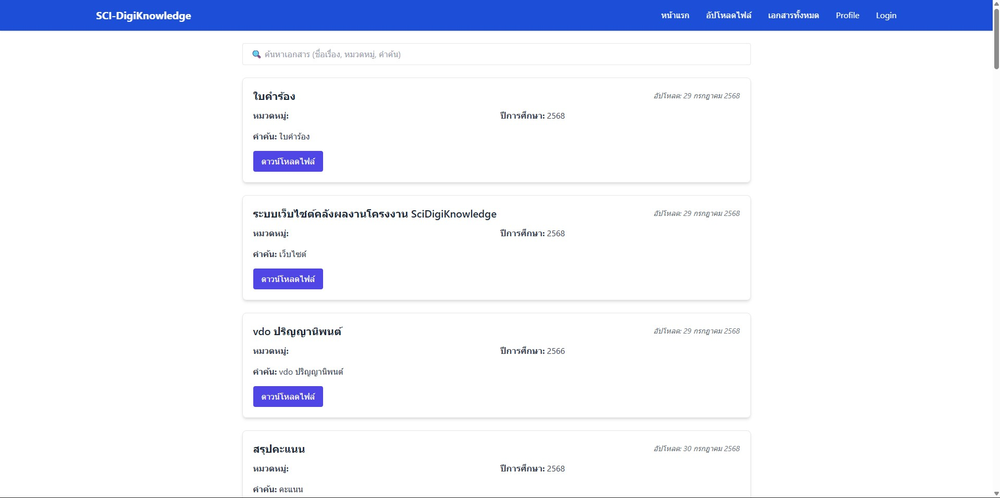 SCI-DigiKnowledge หน้าแรก อัปโหลดไฟล์ เอกสารทั้งหมด Profile Login
ค้นหาเอกสาร (ชื่อเรื่อง, หมวดหมู่, คำค้น)
ใบคำร้อง อัปโหลด: 29 กรกฎาคม 2568
หมวดหมู่: ปีการศึกษา: 2568
คำค้น: ใบคำร้อง
ดาวน์โหลดไฟล์
ระบบเว็บไซต์คลังผลงานโครงงาน SciDigiKnowledge อัปโหลด: 29 กรกฎาคม 2568
หมวดหมู่: ปีการศึกษา: 2568
คำค้น: เว็บไซต์
ดาวน์โหลดไฟล์
vdo ปริญญานิพนต์ อัปโหลด: 29 กรกฎาคม 2568
หมวดหมู่: ปีการศึกษา: 2566
คำค้น: vdo ปริญญานิพนต์
ดาวน์โหลดไฟล์
สรุปคะแนน อัปโหลด: 30 กรกฎาคม 2568
หมวดหมู่: ปีการศึกษา: 2568
คำค้น: คะแนน